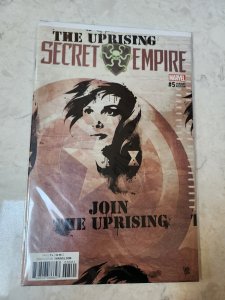 THE UPRISING
SECRET EMPIRE
MARVEL
#5
JOIN
THE UPRISING